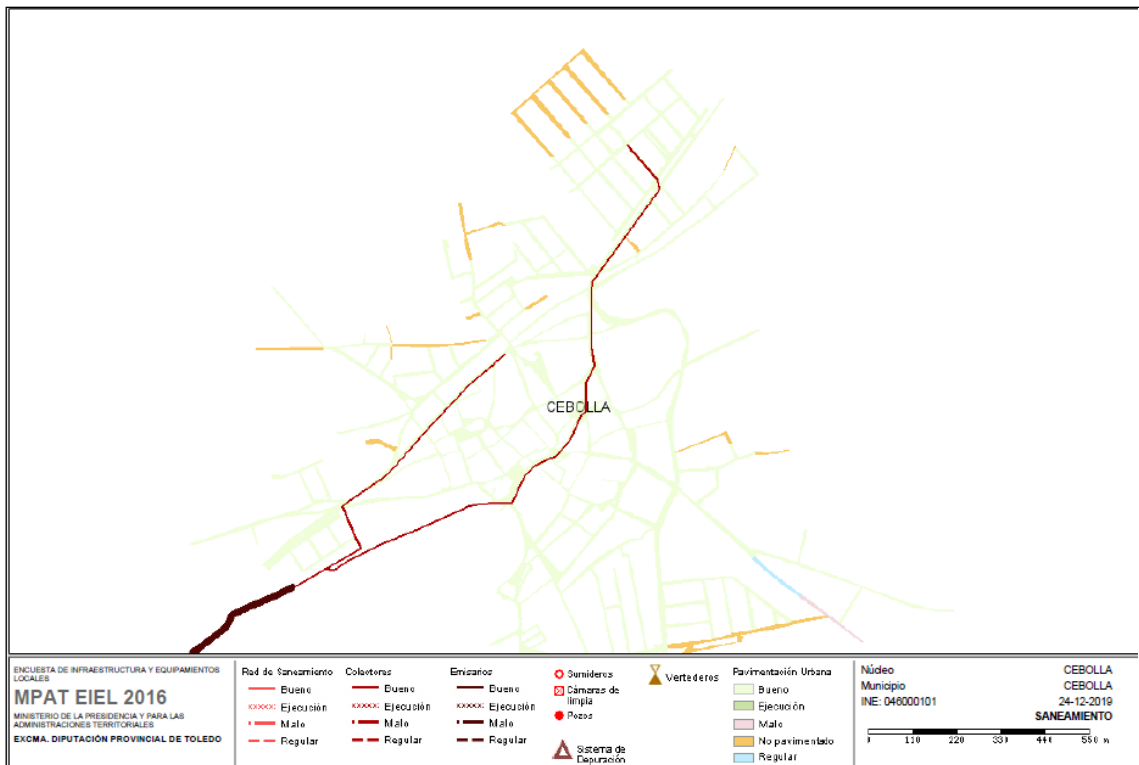 CEBOLLA
ENCUESTA DE INFRAESTRUCTURA Y EQUIPAMIENTOS
LOCALES
MPAT EIEL 2016
MINISTERIO DE LA PRESIDENCIA Y PARA LAS
ADMINISTRACIONES TERRITORIALES
EXCMA. DIPUTACIÓN PROVINCIAL DE TOLEDO
Red de Saneamiento
Bueno
Ejecución
Malo
Regular
Colectores
Bueno
Ejecución
Malo
Regular
Emisarios
Bueno
Ejecución
Malo
Regular
Sumideros
Cámaras de
limpia
Pozos
Sistema de
Depuración
Vertederos
Pavimentación Urbana
Bueno
Ejecución
Malo
No pavimentado
Regular
Núcleo CEBOLLA
Municipio CEBOLLA
INE: 046000101 24-12-2019
SANEAMIENTO
0 110 220 330 440 550 m